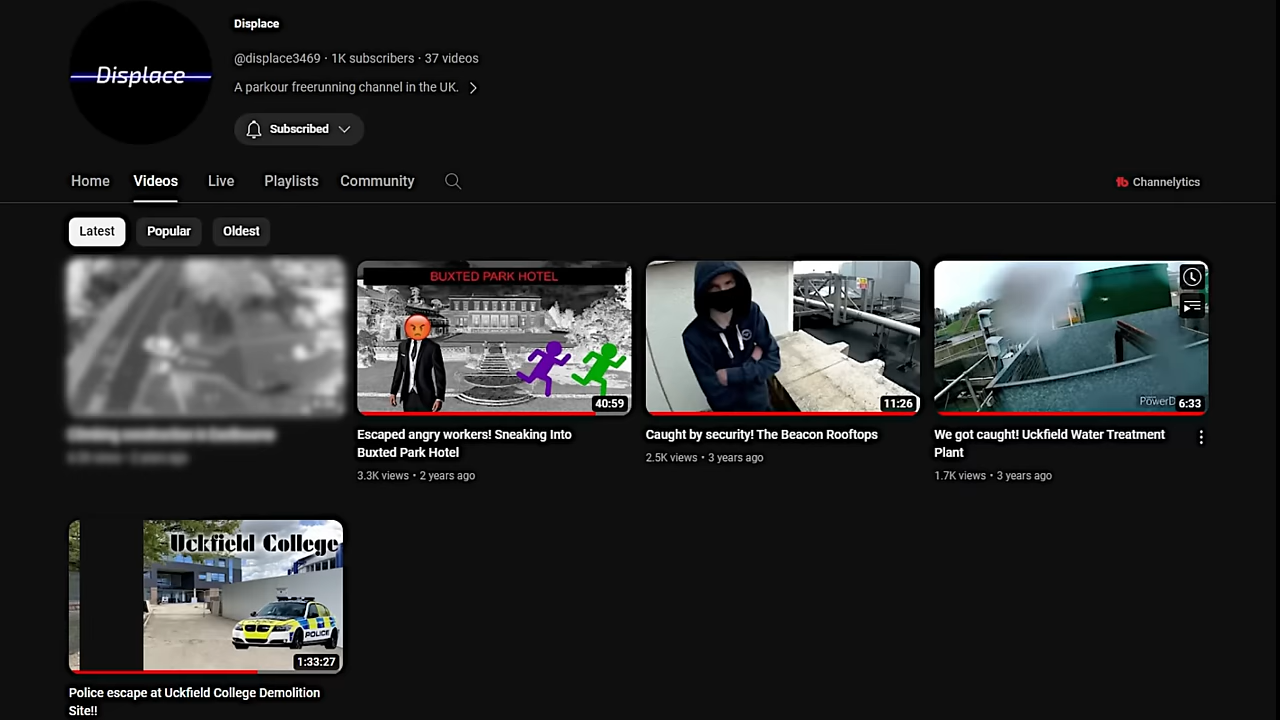 Displace
Displace
@displace3469 · 1K subscribers · 37 videos
A parkour freerunning channel in the UK.
Subscribed
Home
Videos
Live
Playlists
Community
Channelytics
Latest
Popular
Oldest
BUXTED PARK HOTEL
40:59
11:26
PowerD
6:33
Escaped angry workers! Sneaking Into
Buxted Park Hotel
3.3K views • 2 years ago
Caught by security! The Beacon Rooftops
2.5K views • 3 years ago
We got caught! Uckfield Water Treatment
Plant
1.7K views • 3 years ago
Uckfield College
POLICE
1:33:27
Police escape at Uckfield College Demolition
Site!!